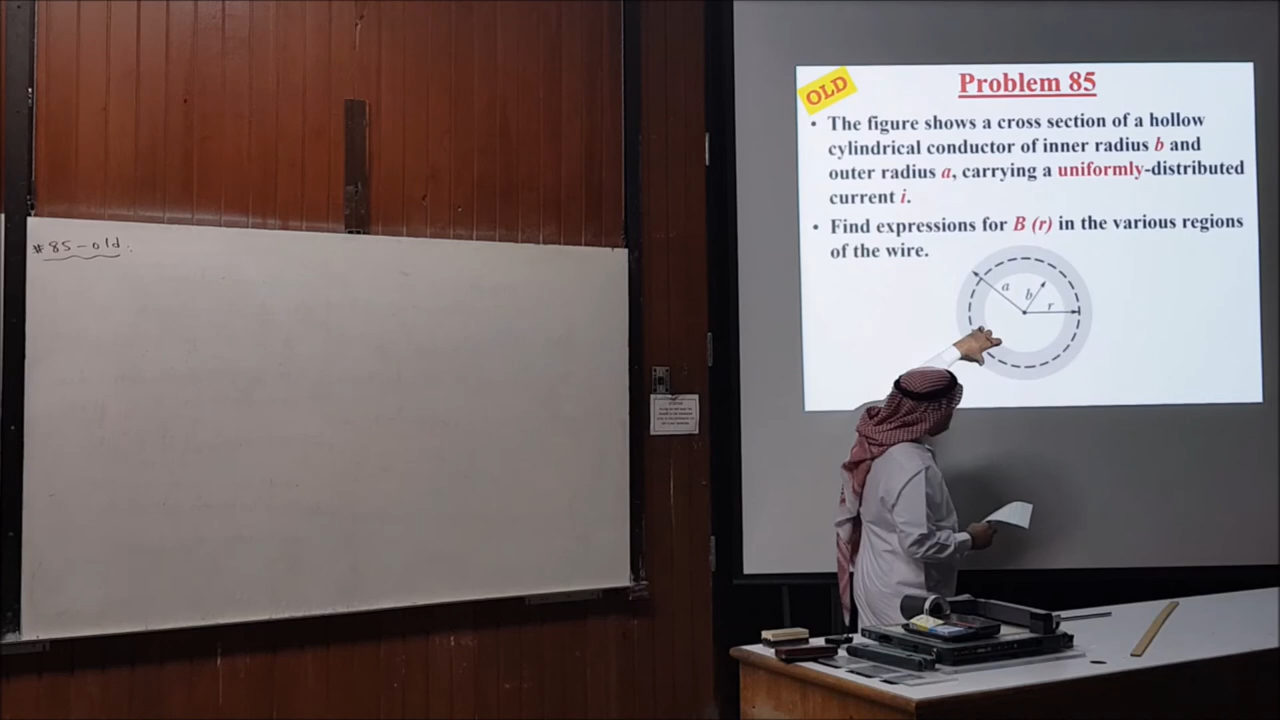 #85-old.
OLD
Problem 85
• The figure shows a cross section of a hollow
cylindrical conductor of inner radius b and
outer radius a, carrying a uniformly-distributed
current i.
• Find expressions for B (r) in the various regions
of the wire.
a
b
r